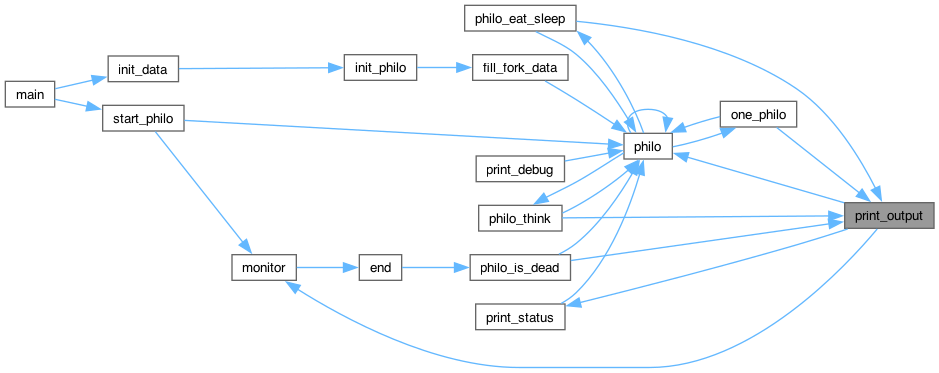 philo_eat_sleep
init_data
init_philo
fill_fork_data
main
start_philo
one_philo
philo
print_debug
philo_think
print_output
monitor
end
philo_is_dead
print_status